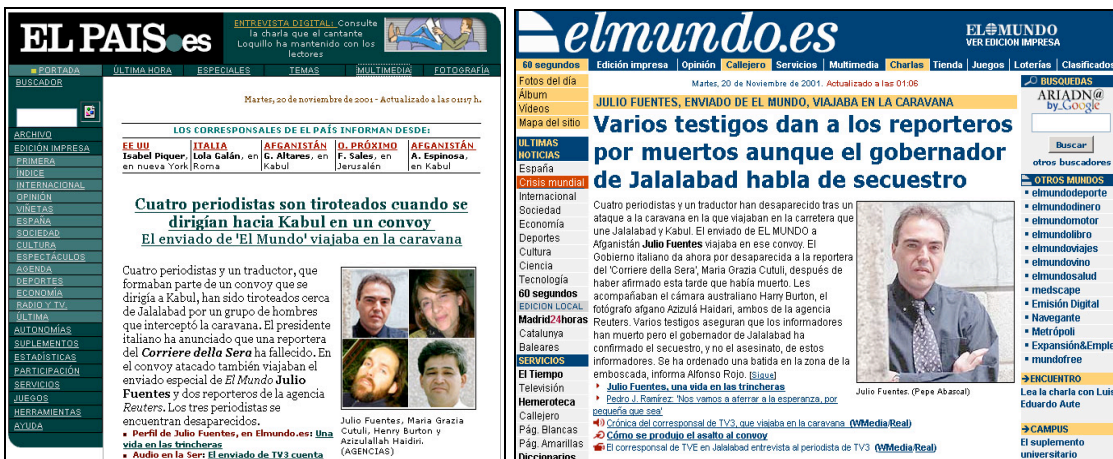 EL PAIS.es
ENTREVISTA DIGITAL: Consulte
la charla que el cantante
Loquillo ha mantenido con los
lectores
PORTADA ÚLTIMA HORA ESPECIALES TEMAS MULTIMEDIA FOTOGRAFÍA
BUSCADOR
ARCHIVO
EDICIÓN IMPRESA
PRIMERA
ÍNDICE
INTERNACIONAL
OPINIÓN
VIÑETAS
ESPAÑA
SOCIEDAD
CULTURA
ESPECTÁCULOS
AGENDA
DEPORTES
ECONOMÍA
RADIO Y TV.
ÚLTIMA
AUTONOMÍAS
SUPLEMENTOS
ESTADÍSTICAS
PARTICIPACIÓN
SERVICIOS
JUEGOS
HERRAMIENTAS
AYUDA
Martes, 20 de noviembre de 2001 - Actualizado a las 01:17 h.
LOS CORRESPONSALES DE EL PAÍS INFORMAN DESDE:
EE UU ITALIA AFGANISTÁN O. PRÓXIMO AFGANISTÁN
Isabel Piquer, Lola Galán, en G. Altares, en F. Sales, en A. Espinosa,
en nueva York Roma Kabul Jerusalén en Kabul
Cuatro periodistas son tiroteados cuando se
dirigían hacia Kabul en un convoy
El enviado de 'El Mundo' viajaba en la caravana
Cuatro periodistas y un traductor, que
formaban parte de un convoy que se
dirigía a Kabul, han sido tiroteados cerca
de Jalalabad por un grupo de hombres
que interceptó la caravana. El presidente
italiano ha anunciado que una reportera
del Corriere della Sera ha fallecido. En
el convoy atacado también viajaban el
enviado especial de El Mundo Julio
Fuentes y dos reporteros de la agencia
Reuters. Los tres periodistas se
encuentran desaparecidos.
Perfil de Julio Fuentes, en Elmundo.es: Una
vida en las trincheras
Audio en la Ser: El enviado de TV3 cuenta
Julio Fuentes, Maria Grazia
Cutuli, Henry Burton y
Azizulallah Haidiri.
(AGENCIAS)
elmundo.es
EL MUNDO
VER EDICION IMPRESA
60 segundos Edición impresa Opinión Callejero Servicios Multimedia Charlas Tienda Juegos Loterías Clasificados
Fotos del día
Álbum
Vídeos
Mapa del sitio
ULTIMAS
NOTICIAS
España
Crisis mundial
Internacional
Sociedad
Economía
Deportes
Cultura
Ciencia
Tecnología
60 segundos
EDICION LOCAL
Madrid24horas
Catalunya
Baleares
SERVICIOS
El Tiempo
Televisión
Hemeroteca
Callejero
Pág. Blancas
Pág. Amarillas
Diccionarios
Martes, 20 de Noviembre de 2001. Actualizado a las 01:06
JULIO FUENTES, ENVIADO DE EL MUNDO, VIAJABA EN LA CARAVANA
Varios testigos dan a los reporteros
por muertos aunque el gobernador
de Jalalabad habla de secuestro
Cuatro periodistas y un traductor han desaparecido tras un
ataque a la caravana en la que viajaban en la carretera que
une Jalalabad y Kabul. El enviado de EL MUNDO a
Afganistán Julio Fuentes viajaba en ese convoy. El
Gobierno italiano da ahora por desaparecida a la reportera
del 'Corriere della Sera', Maria Grazia Cutuli, después de
haber afirmado esta tarde que había muerto. Les
acompañaban el cámara australiano Harry Burton, el
fotógrafo afgano Azizulá Haidari, ambos de la agencia
Reuters. Varios testigos aseguran que los informadores
han muerto pero el gobernador de Jalalabad ha
confirmado el secuestro, y no el asesinato, de estos
informadores. Se ha ordenado una batida en la zona de la
emboscada, informa Alfonso Rojo. [Sigue]
Julio Fuentes, una vida en las trincheras
Pedro J. Ramírez: 'Nos vamos a aferrar a la esperanza, por
pequeña que sea'
Crónica del corresponsal de TV3, que viajaba en la caravana (WMedia/Real)
Cómo se produjo el asalto al convoy
El corresponsal de TVE en Jalalabad entrevista al periodista de TV3 (WMedia/Real)
Julio Fuentes. (Pepe Abascal)
BUSQUEDAS
ARIADN@
by Google
Buscar
otros buscadores
OTROS MUNDOS
elmundodeporte
elmundodinero
elmundomotor
elmundolibro
elmundoviajes
elmundovino
elmundosalud
medscape
Emisión Digital
Navegante
Metrópoli
Expansión&Emple
mundofree
ENCUENTRO
Lea la charla con Luis
Eduardo Aute
CAMPUS
El suplemento
universitario